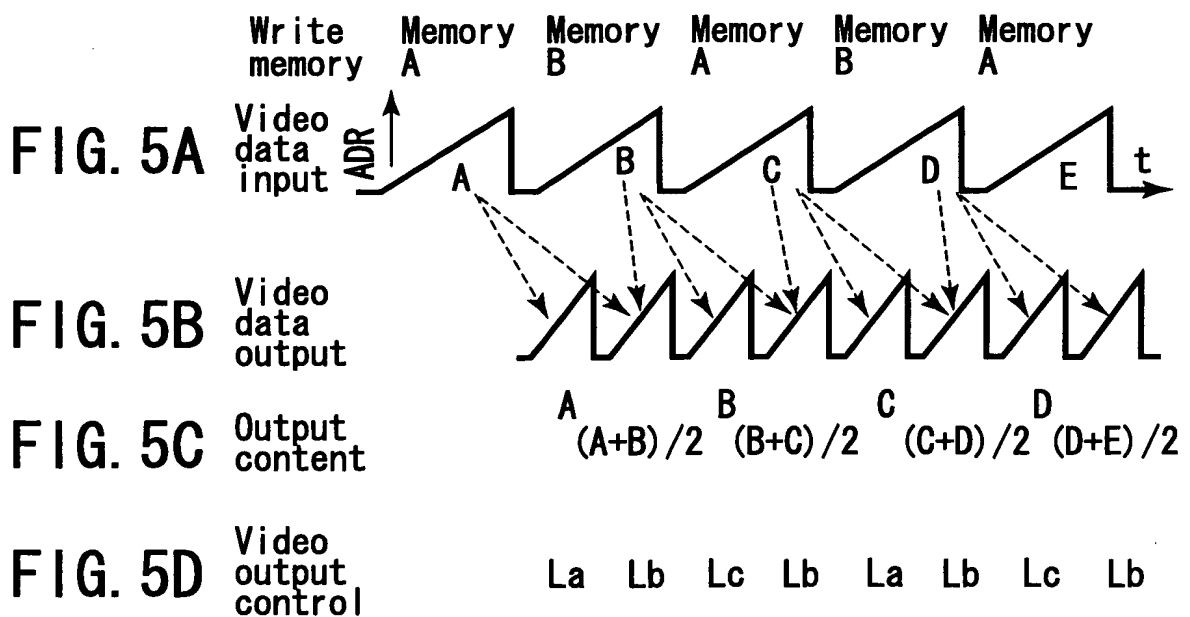 Write memory Memory A Memory B Memory A Memory B Memory A
FIG. 5A Video data input ADR A B C D E t
FIG. 5B Video data output
FIG. 5C Output content A (A+B)/2 B (B+C)/2 C (C+D)/2 D (D+E)/2
FIG. 5D Video output control La Lb Lc Lb La Lb Lc Lb